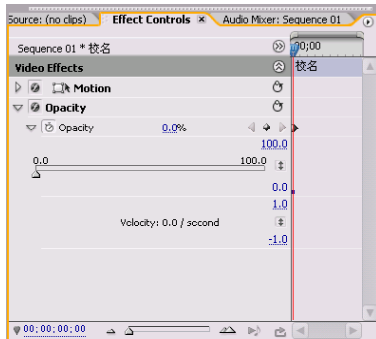 Source: (no clips)
Effect Controls
Audio Mixer: Sequence 01
Sequence 01 * 校名
00;00
Video Effects
校名
Motion
Opacity
Opacity 0.0%
100.0
0.0 100.0
0.0
1.0
Velocity: 0.0 / second
-1.0
00;00;00;00